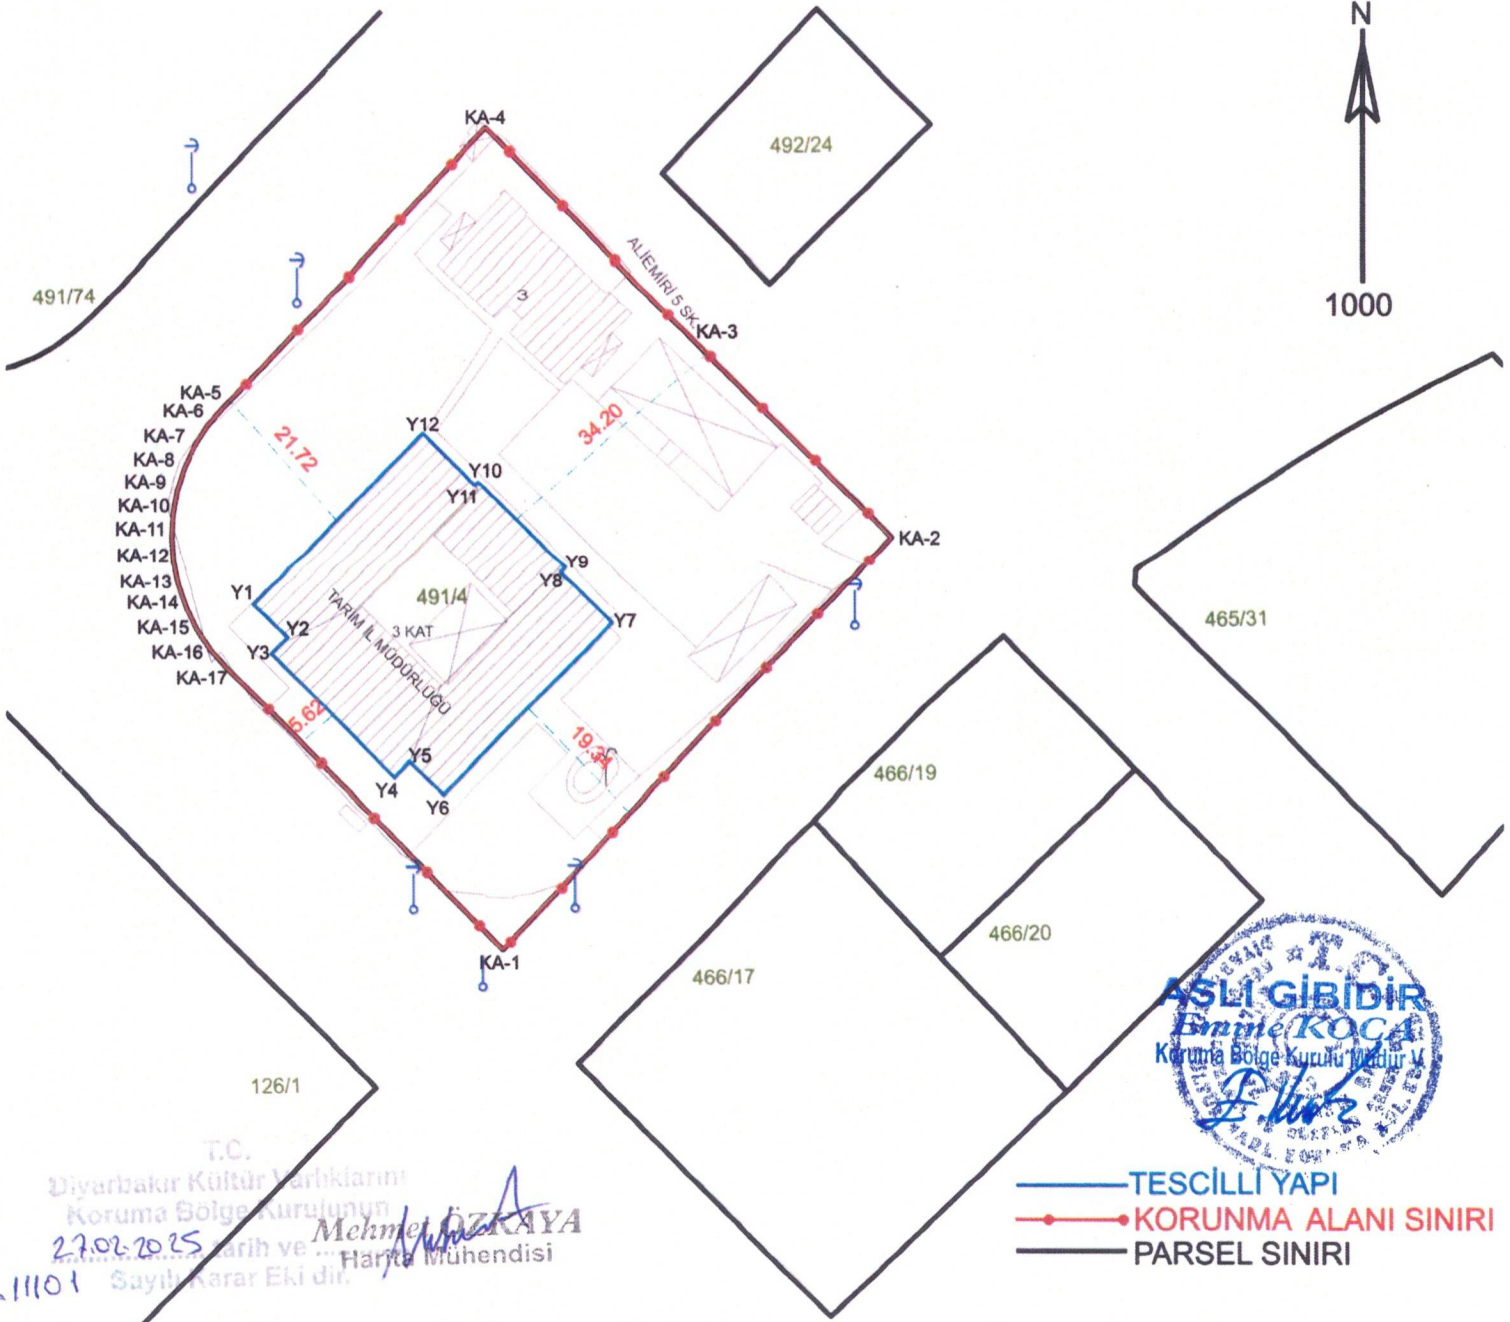 N
1000
KA-4
492/24
491/74
ALİEMİRİ 5 SK.
3
KA-3
KA-5
KA-6
KA-7
KA-8
KA-9
KA-10
KA-11
KA-12
KA-13
KA-14
KA-15
KA-16
KA-17
21.72
34.20
Y12
Y10
Y11
KA-2
Y9
Y8
Y1
491/4
Y7
Y2
3 KAT
Y3
TARIM İL MÜDÜRLÜĞÜ
465/31
5.62
19.34
Y5
Y4
Y6
466/19
466/20
KA-1
466/17
126/1
T.C.
ASLI GİBİDİR
Emine KOCA
Koruma Bölge Kurulu Müdür V.
T.C.
Diyarbakır Kültür Varlıklarını
Koruma Bölge Kurulunun
27.02.2025 tarih ve
11101 Sayılı Karar Eki dir.
Mehmet ÖZKAYA
Harita Mühendisi
TESCİLLİ YAPI
KORUNMA ALANI SINIRI
PARSEL SINIRI